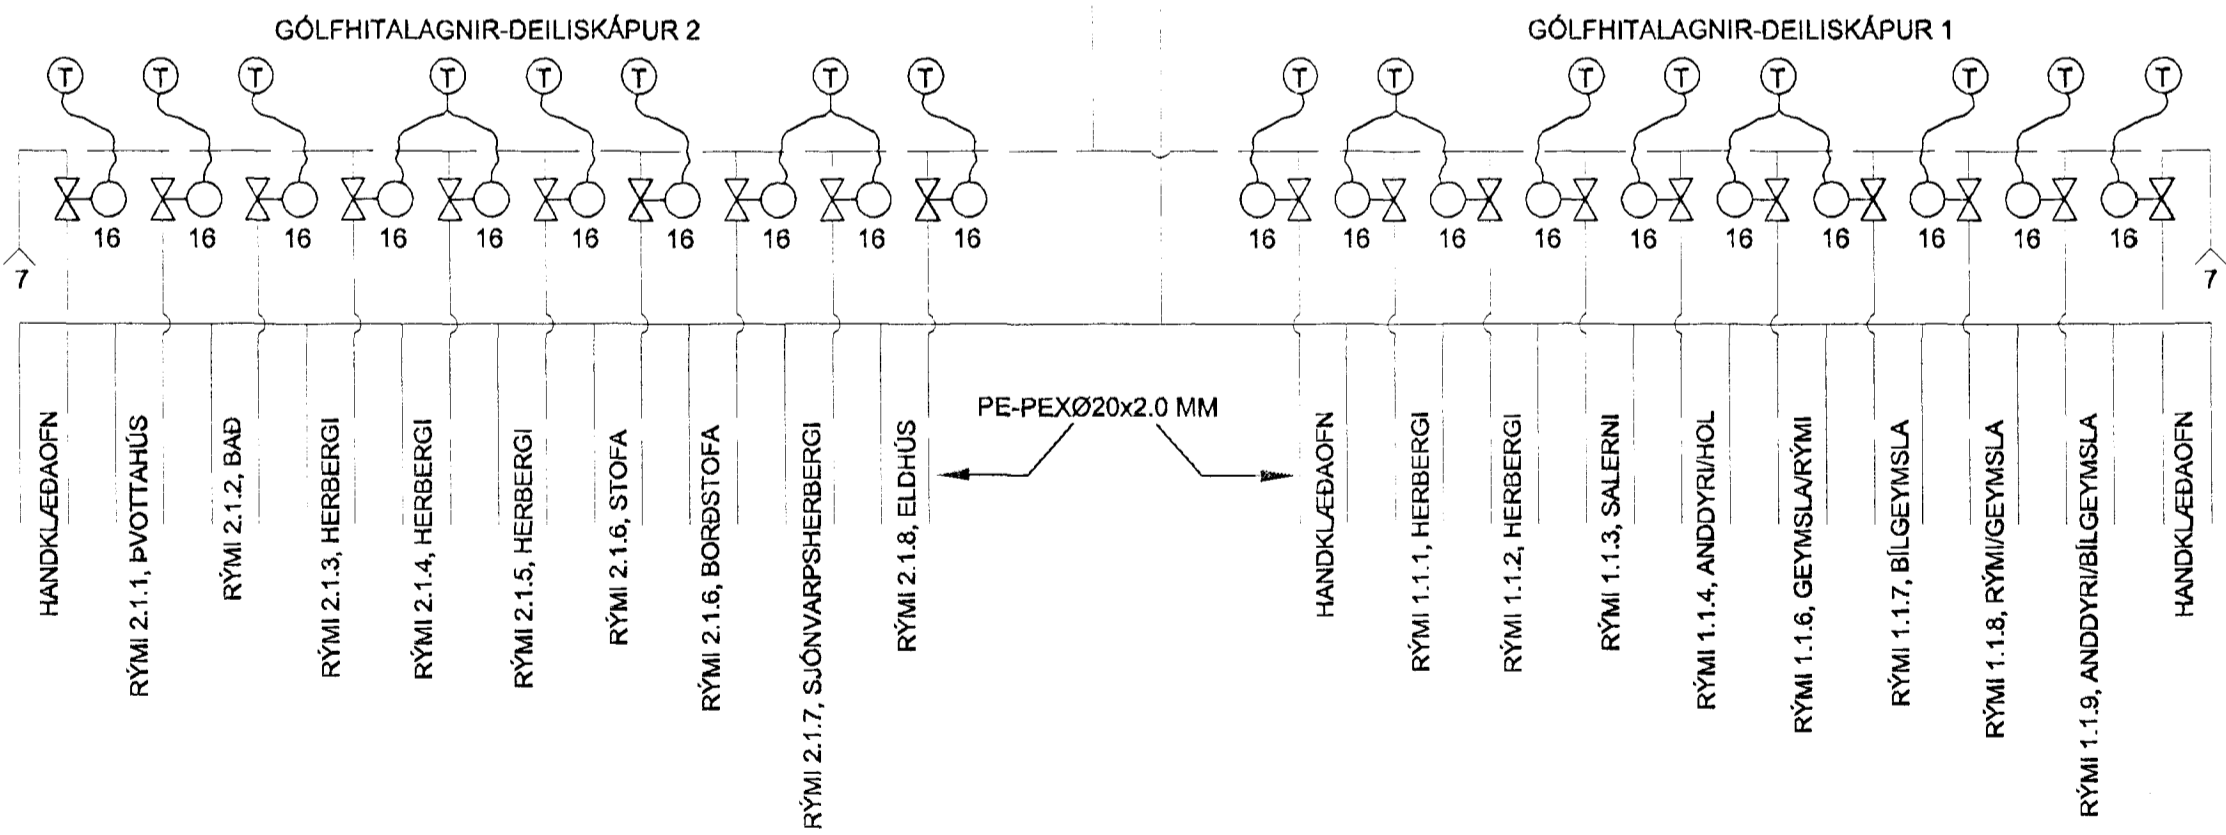 GÓLFHITALAGNIR-DEILISKÁPUR 2
GÓLFHITALAGNIR-DEILISKÁPUR 1
T T T T T T T T
T T T T T T T T
16 16 16 16 16 16 16 16 16 16
16 16 16 16 16 16 16 16 16 16
7
7
PE-PEXØ20x2.0 MM
HANDKLÆÐAOFN
RÝMI 2.1.1, ÞVOTTAHÚS
RÝMI 2.1.2, BAÐ
RÝMI 2.1.3, HERBERGI
RÝMI 2.1.4, HERBERGI
RÝMI 2.1.5, HERBERGI
RÝMI 2.1.6, STOFA
RÝMI 2.1.6, BORÐSTOFA
RÝMI 2.1.7, SJÓNVARPSHERBERGI
RÝMI 2.1.8, ELDHÚS
HANDKLÆÐAOFN
RÝMI 1.1.1, HERBERGI
RÝMI 1.1.2, HERBERGI
RÝMI 1.1.3, SALERNI
RÝMI 1.1.4, ANDDYRI/HOL
RÝMI 1.1.6, GEYMSLA/RÝMI
RÝMI 1.1.7, BÍLGEYMSLA
RÝMI 1.1.8, RÝMI/GEYMSLA
RÝMI 1.1.9, ANDDYRI/BÍLGEYMSLA
HANDKLÆÐAOFN